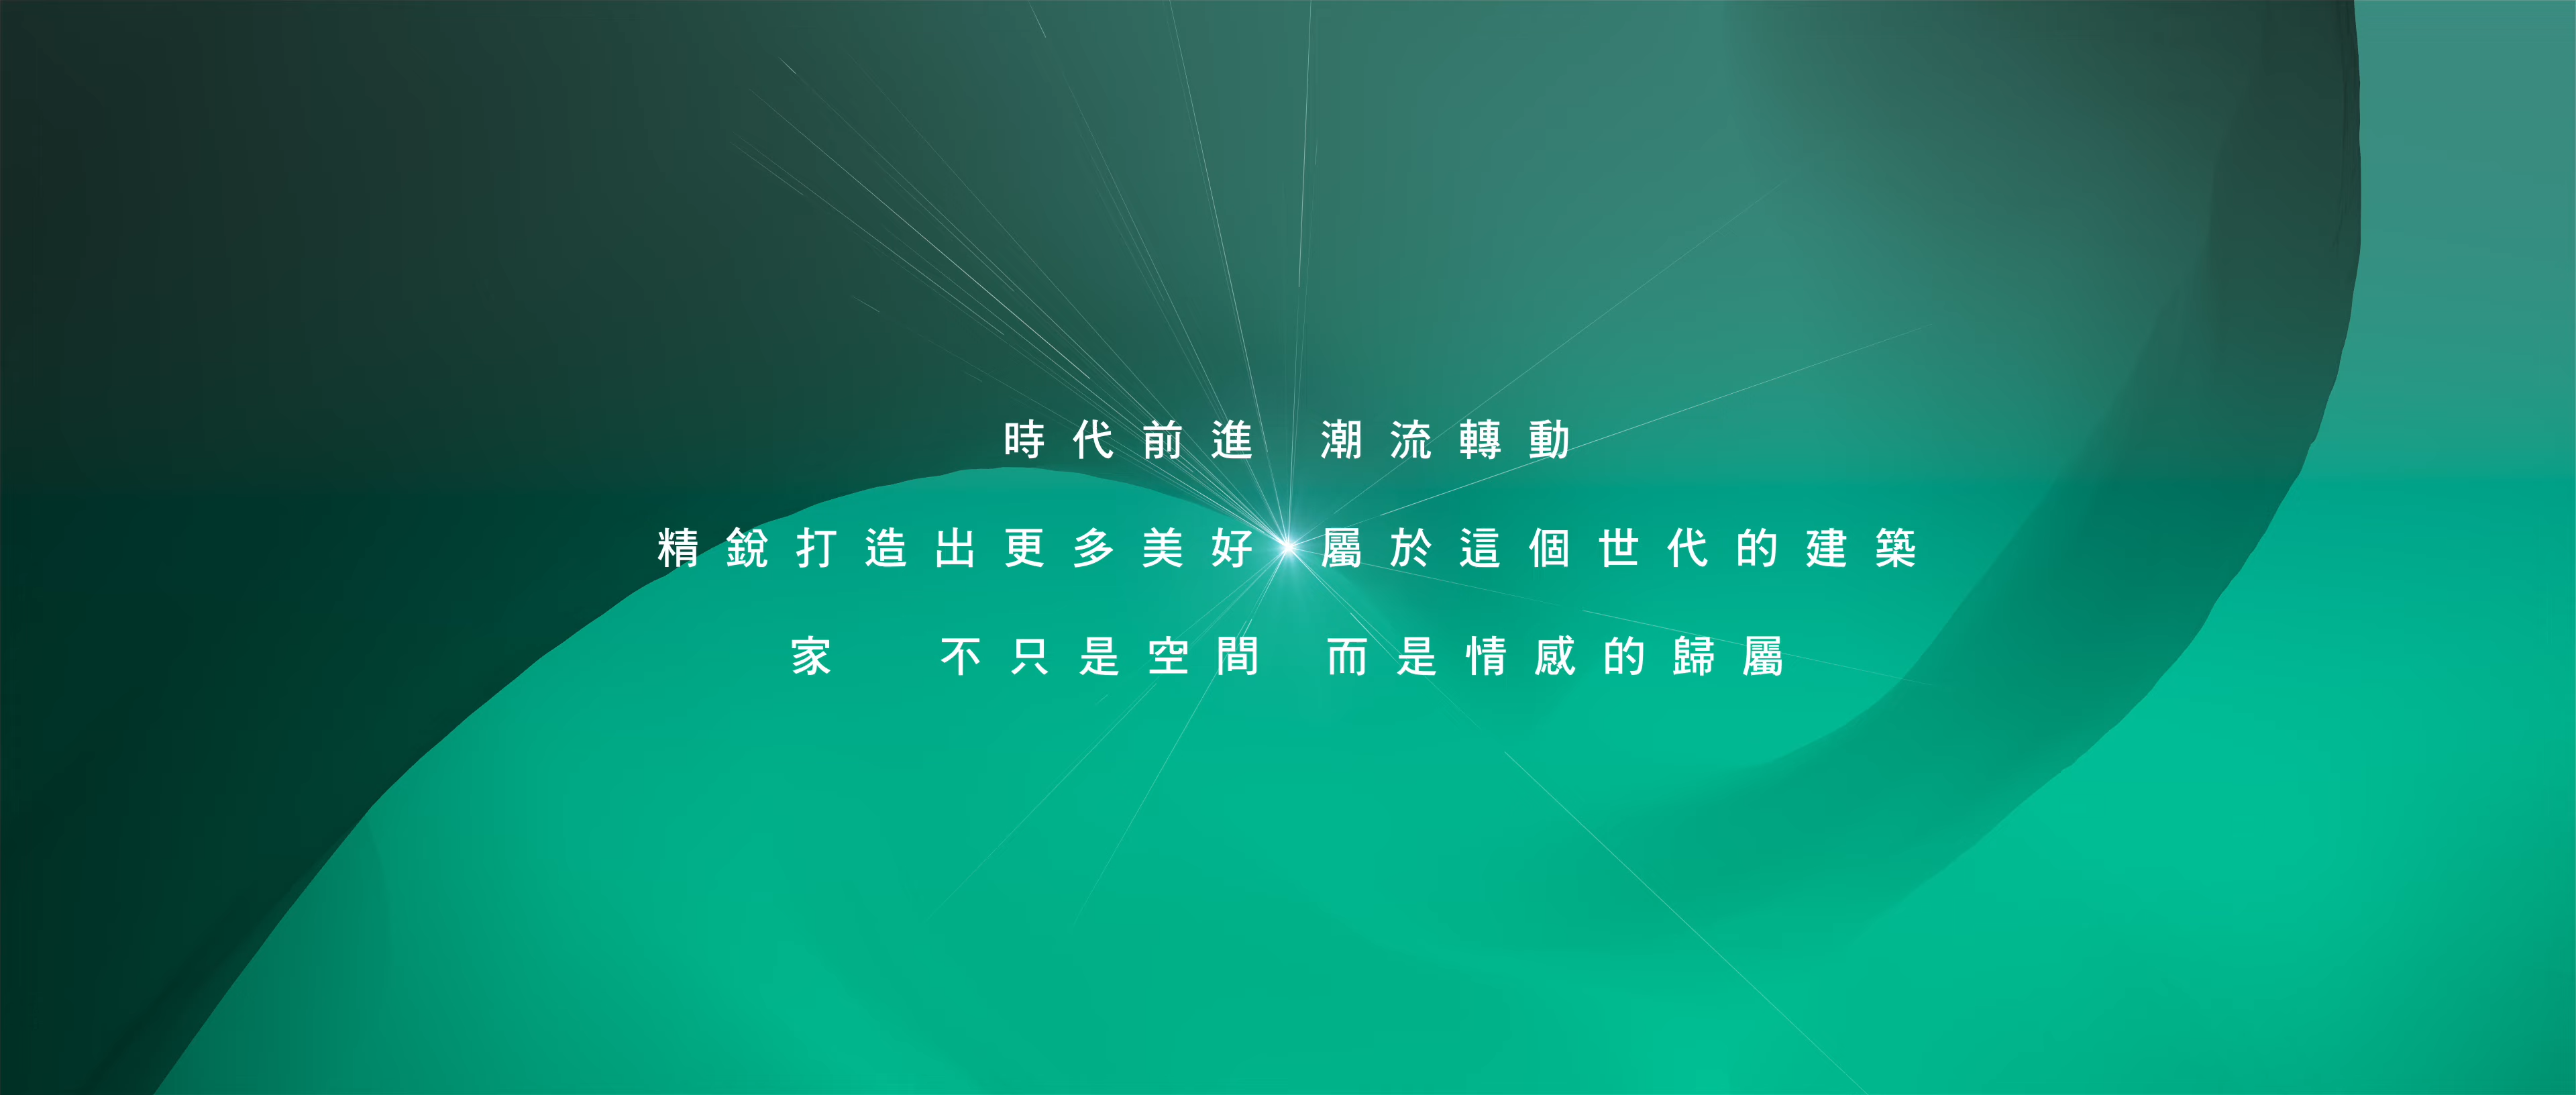 時代前進 潮流轉動
精銳打造出更多美好 屬於這個世代的建築
家 不只是空間 而是情感的歸屬